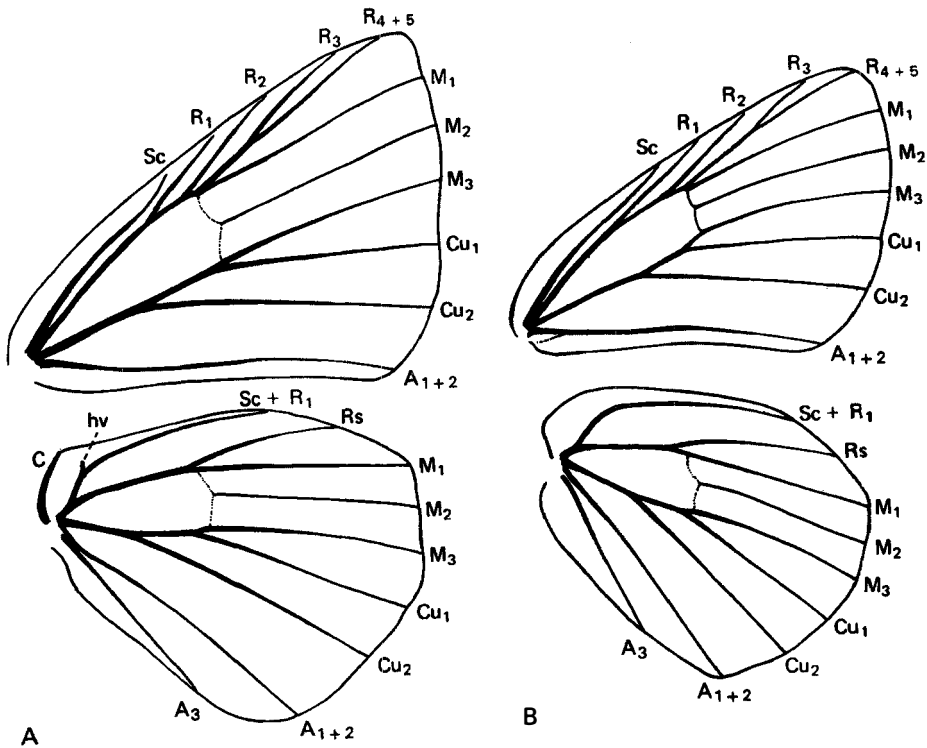 Sc
R1
R2
R3
R4 + 5
M1
M2
M3
Cu1
Cu2
A1 + 2
C
hv
Sc + R1
Rs
M1
M2
M3
Cu1
Cu2
A1 + 2
A3
A
Sc
R1
R2
R3
R4 + 5
M1
M2
M3
Cu1
Cu2
A1 + 2
Sc + R1
Rs
M1
M2
M3
Cu1
Cu2
A1 + 2
A3
B